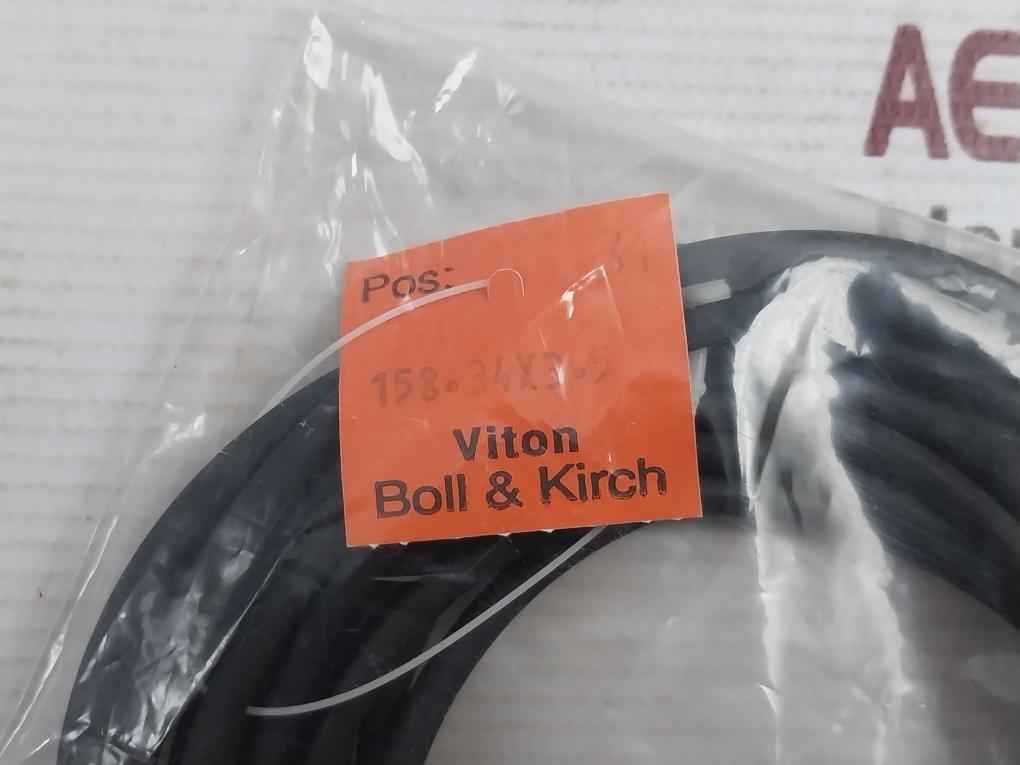 AE
Pos:
158.34X3.5
Viton
Boll & Kirch